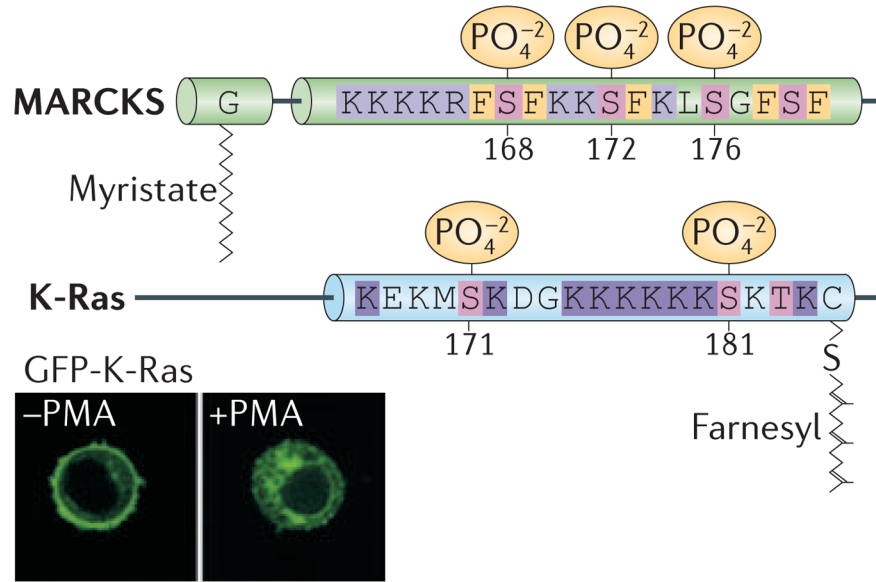 PO₄⁻² PO₄⁻² PO₄⁻²
MARCKS G KKKKRFSFKKSFKLSGFSF
168 172 176
Myristate
PO₄⁻² PO₄⁻²
K-Ras KEKMSKDGKKKKKKSKTKC
171 181
S
Farnesyl
GFP-K-Ras
–PMA +PMA